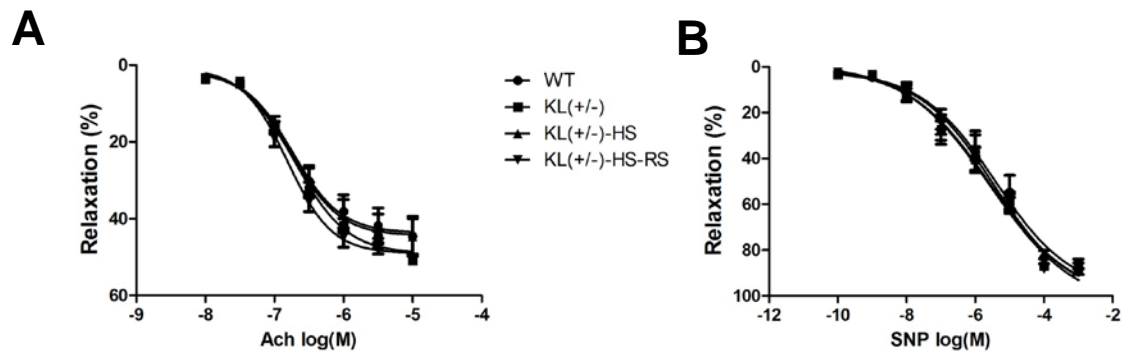 A
Relaxation (%)
0
20
40
60
-9
-8
-7
-6
-5
-4
Ach log(M)
WT
KL(+/-)
KL(+/-)-HS
KL(+/-)-HS-RS
B
Relaxation (%)
0
20
40
60
80
100
-12
-10
-8
-6
-4
-2
SNP log(M)